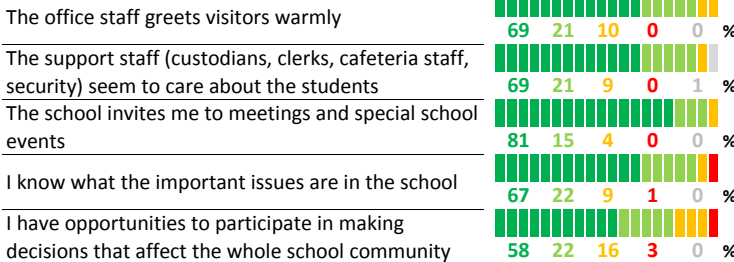 The office staff greets visitors warmly
69 21 10 0 0 %
The support staff (custodians, clerks, cafeteria staff,
security) seem to care about the students
69 21 9 0 1 %
The school invites me to meetings and special school
events
81 15 4 0 0 %
I know what the important issues are in the school
67 22 9 1 0 %
I have opportunities to participate in making
decisions that affect the whole school community
58 22 16 3 0 %